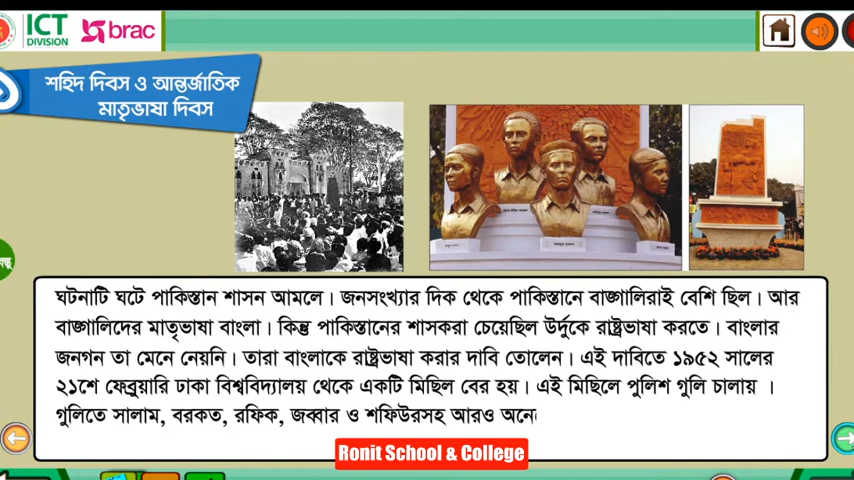 ICT
DIVISION
brac
শহিদ দিবস ও আন্তর্জাতিক
মাতৃভাষা দিবস
ঘটনাটি ঘটে পাকিস্তান শাসন আমলে। জনসংখ্যার দিক থেকে পাকিস্তানে বাঙালিরাই বেশি ছিল। আর
বাঙ্গালিদের মাতৃভাষা বাংলা। কিন্তু পাকিস্তানের শাসকরা চেয়েছিল উর্দুকে রাষ্ট্রভাষা করতে। বাংলার
জনগন তা মেনে নেয়নি। তারা বাংলাকে রাষ্ট্রভাষা করার দাবি তোলেন। এই দাবিতে ১৯৫২ সালের
২১শে ফেব্রুয়ারি ঢাকা বিশ্ববিদ্যালয় থেকে একটি মিছিল বের হয়। এই মিছিলে পুলিশ গুলি চালায় ।
গুলিতে সালাম, বরকত, রফিক, জব্বার ও শফিউরসহ আরও
Ronit School & College